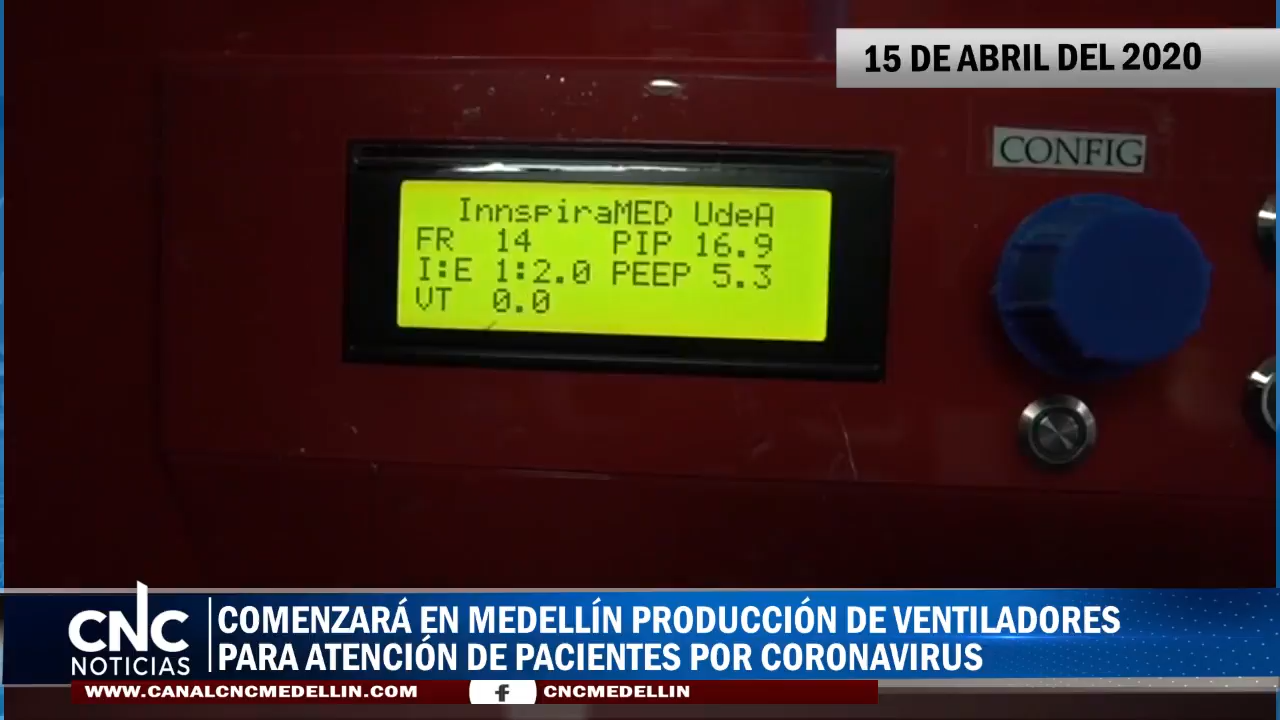 15 DE ABRIL DEL 2020
CONFIG
InnspiraMED UdeA
FR 14 PIP 16.9
I:E 1:2.0 PEEP 5.3
VT 0.0
CNC
NOTICIAS
COMENZARÁ EN MEDELLÍN PRODUCCIÓN DE VENTILADORES
PARA ATENCIÓN DE PACIENTES POR CORONAVIRUS
WWW.CANALCNCMEDELLIN.COM
f CNCMEDELLIN